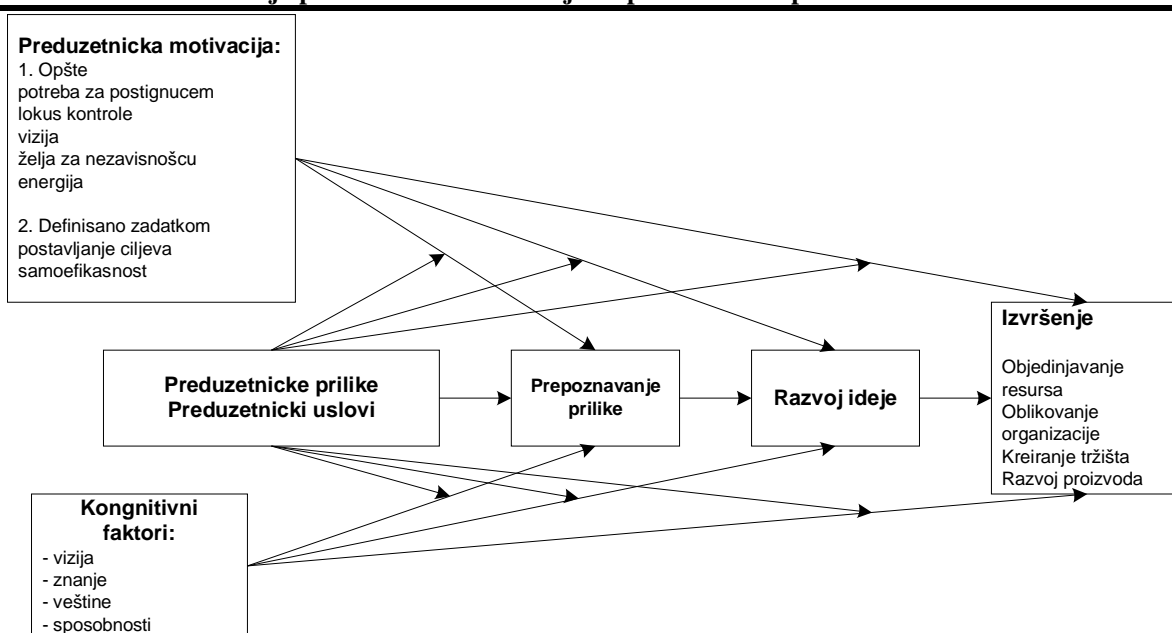 Preduzetnicka motivacija:
1. Opšte
potreba za postignucem
lokus kontrole
vizija
želja za nezavisnošcu
energija
2. Definisano zadatkom
postavljanje ciljeva
samoefikasnost
Preduzetnicke prilike
Preduzetnicki uslovi
Prepoznavanje
prilike
Razvoj ideje
Izvršenje
Objedinjavanje
resursa
Oblikovanje
organizacije
Kreiranje tržišta
Razvoj proizvoda
Kongnitivni
faktori:
- vizija
- znanje
- veštine
- sposobnosti